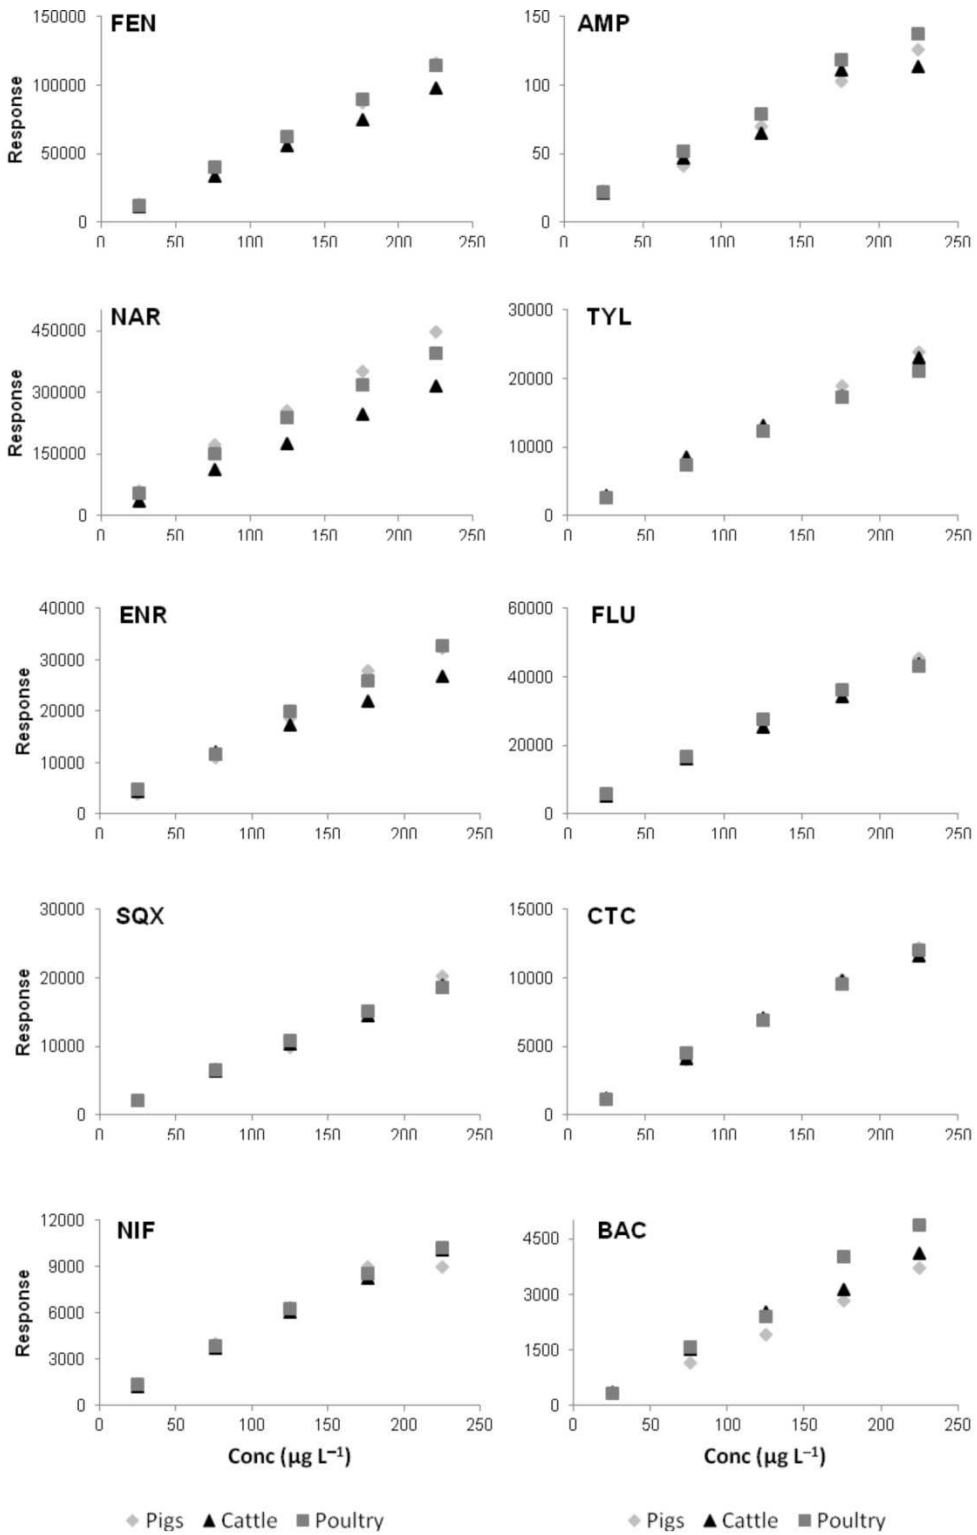 FEN
150000
100000
50000
0
Response
0 50 100 150 200 250
AMP
150
100
50
0
0 50 100 150 200 250
NAR
450000
300000
150000
0
Response
0 50 100 150 200 250
TYL
30000
20000
10000
0
0 50 100 150 200 250
ENR
40000
30000
20000
10000
0
Response
0 50 100 150 200 250
FLU
60000
40000
20000
0
0 50 100 150 200 250
SQX
30000
20000
10000
0
Response
0 50 100 150 200 250
CTC
15000
10000
5000
0
0 50 100 150 200 250
NIF
12000
9000
6000
3000
0
Response
0 50 100 150 200 250
Conc (µg L⁻¹)
BAC
4500
3000
1500
0
0 50 100 150 200 250
Conc (µg L⁻¹)
Pigs Cattle Poultry
Pigs Cattle Poultry